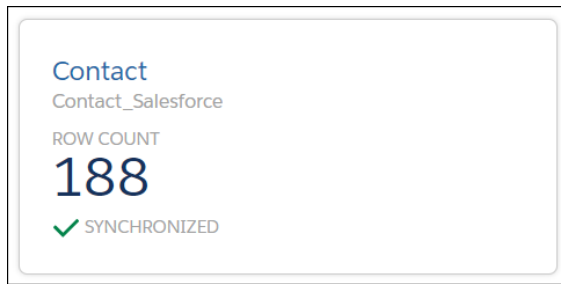 Contact
Contact_Salesforce
ROW COUNT
188
SYNCHRONIZED